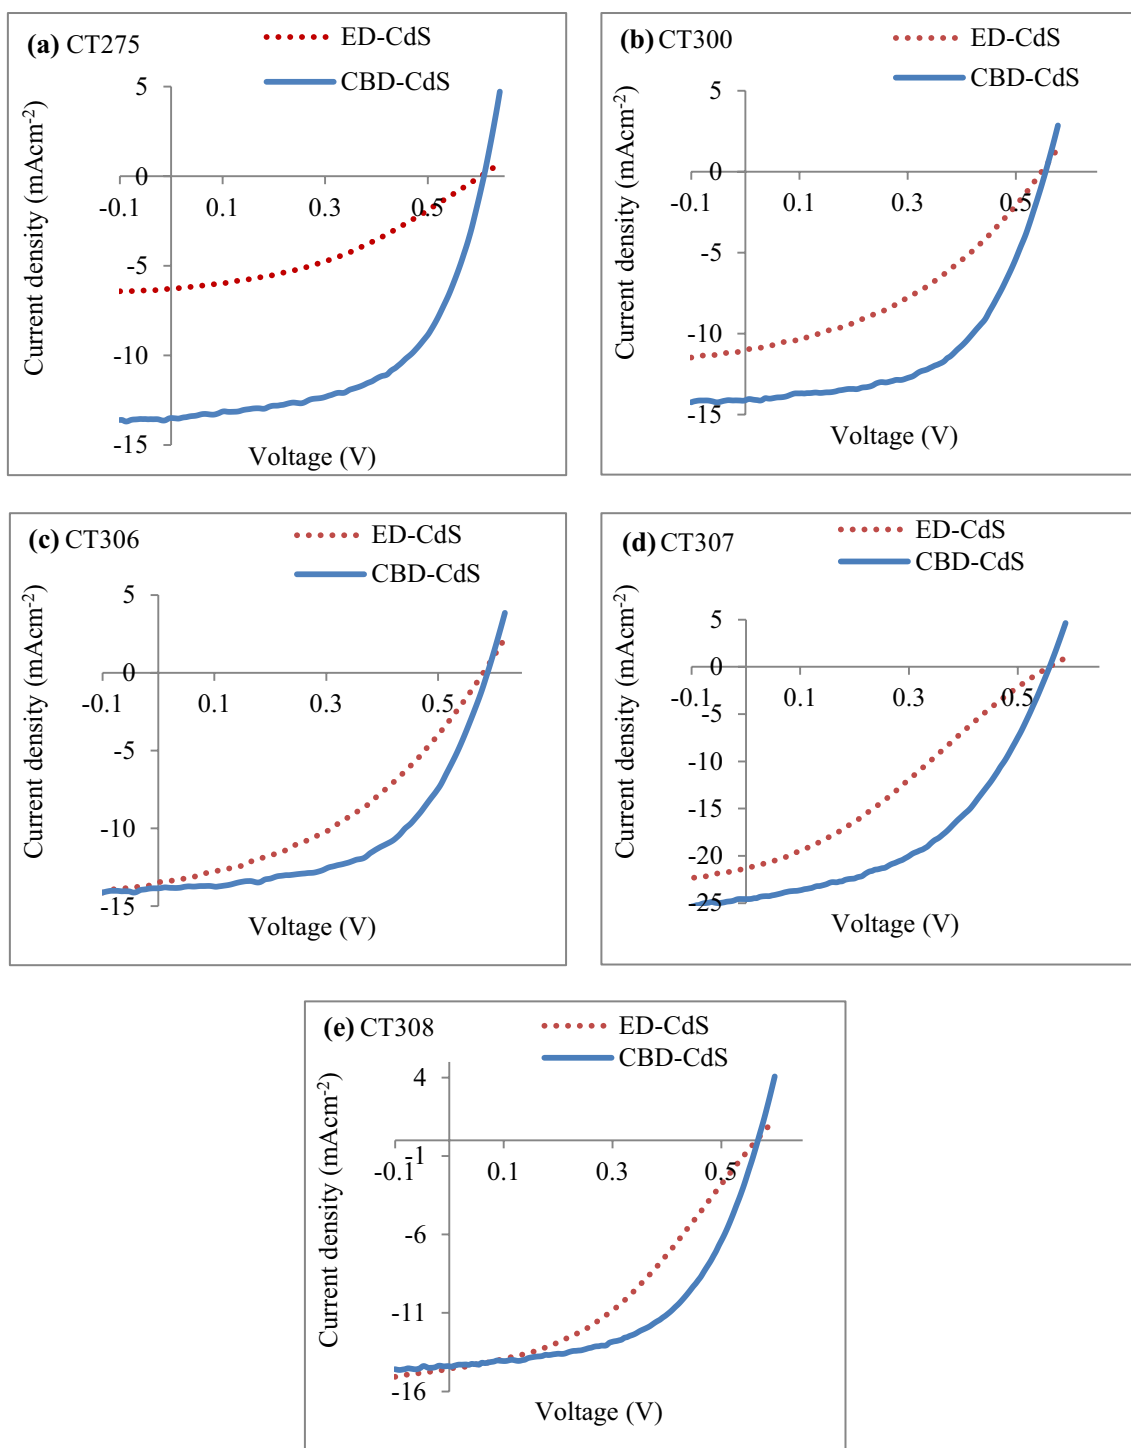 (a) CT275
ED-CdS
CBD-CdS
Current density (mAcm-2)
5
0
-5
-10
-15
-0.1 0.1 0.3 0.5
Voltage (V)
(b) CT300
ED-CdS
CBD-CdS
Current density (mAcm-2)
5
0
-5
-10
-15
-0.1 0.1 0.3 0.5
Voltage (V)
(c) CT306
ED-CdS
CBD-CdS
Current density (mAcm-2)
5
0
-5
-10
-15
-0.1 0.1 0.3 0.5
Voltage (V)
(d) CT307
ED-CdS
CBD-CdS
Current density (mAcm-2)
5
0
-5
-10
-15
-20
-25
-0.1 0.1 0.3 0.5
Voltage (V)
(e) CT308
ED-CdS
CBD-CdS
Current density (mAcm-2)
4
-1
-6
-11
-16
-0.1 0.1 0.3 0.5
Voltage (V)